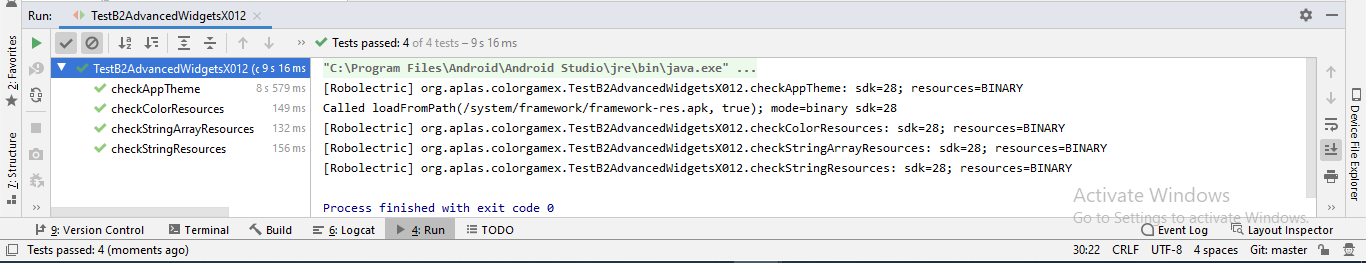 Run: TestB2AdvancedWidgetsX012
Tests passed: 4 of 4 tests – 9 s 16 ms
TestB2AdvancedWidgetsX012 (c 9 s 16 ms
checkAppTheme 8 s 579 ms
checkColorResources 149 ms
checkStringArrayResources 132 ms
checkStringResources 156 ms
"C:\Program Files\Android\Android Studio\jre\bin\java.exe" ...
[Robolectric] org.aplas.colorgamex.TestB2AdvancedWidgetsX012.checkAppTheme: sdk=28; resources=BINARY
Called loadFromPath(/system/framework/framework-res.apk, true); mode=binary sdk=28
[Robolectric] org.aplas.colorgamex.TestB2AdvancedWidgetsX012.checkColorResources: sdk=28; resources=BINARY
[Robolectric] org.aplas.colorgamex.TestB2AdvancedWidgetsX012.checkStringArrayResources: sdk=28; resources=BINARY
[Robolectric] org.aplas.colorgamex.TestB2AdvancedWidgetsX012.checkStringResources: sdk=28; resources=BINARY
Process finished with exit code 0
2: Favorites
7: Structure
Device File Explorer
Activate Windows
Go to Settings to activate Windows.
9: Version Control Terminal Build 6: Logcat 4: Run TODO Event Log Layout Inspector
Tests passed: 4 (moments ago) 30:22 CRLF UTF-8 4 spaces Git: master